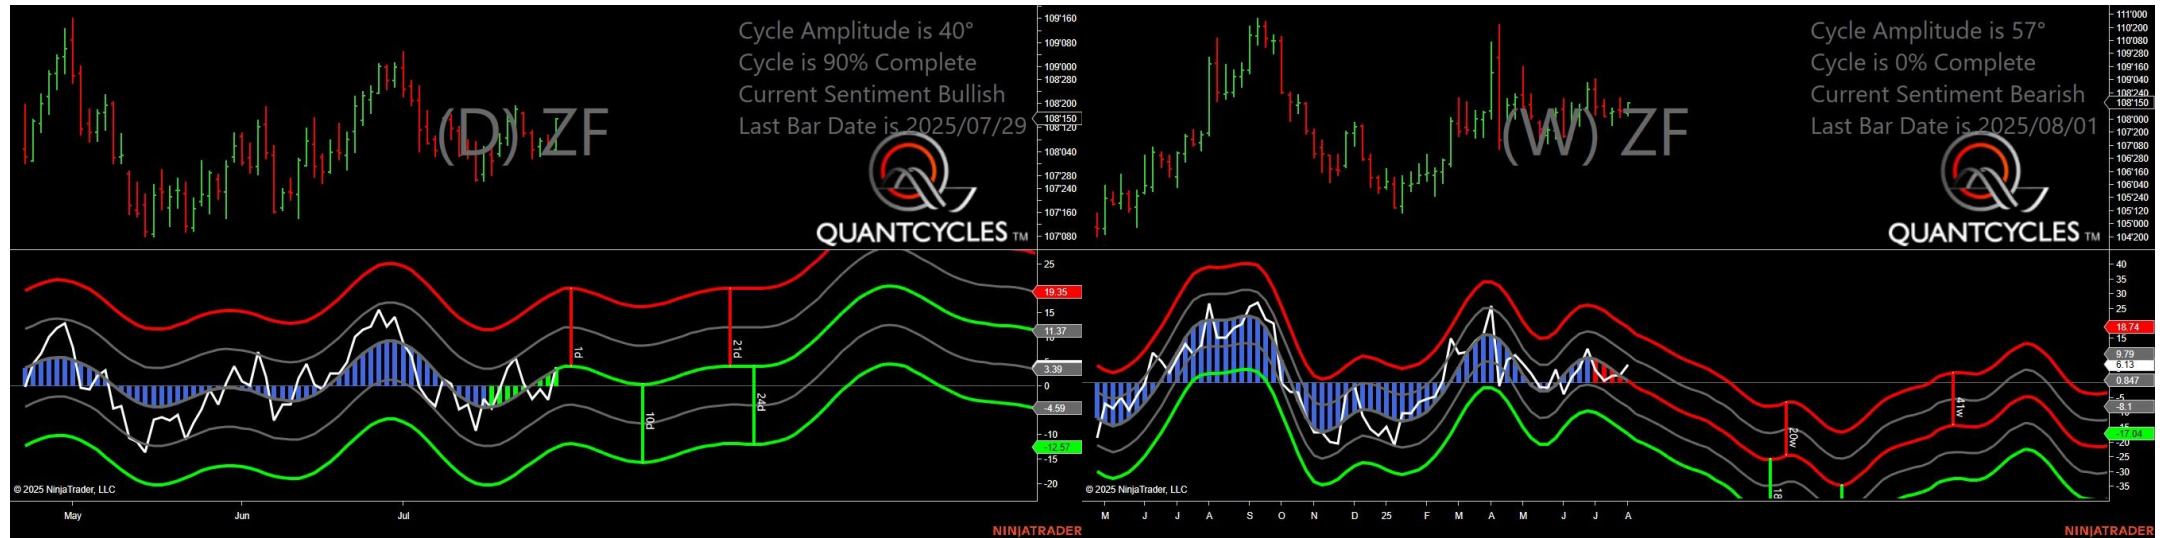 Cycle Amplitude is 40°
Cycle is 90% Complete
Current Sentiment Bullish
Last Bar Date is 2025/07/29
(D) ZF
QUANTCYCLES TM
109'160
109'080
109'000
108'280
108'200
108'150
108'120
108'040
107'280
107'240
107'160
107'080
25
19.35
15
11.37
10
3.39
0
-4.59
-10
-12.57
-15
-20
1d
21d
10d
24d
© 2025 NinjaTrader, LLC
May Jun Jul
NINJATRADER
Cycle Amplitude is 57°
Cycle is 0% Complete
Current Sentiment Bearish
Last Bar Date is 2025/08/01
(W) ZF
QUANTCYCLES TM
111'000
110'200
110'080
109'280
109'160
109'040
108'240
108'150
108'000
107'200
107'080
106'280
106'160
106'040
105'240
105'120
105'000
104'200
40
35
30
25
18.74
15
9.79
6.13
0.847
-5
-8.1
-15
-17.04
-20
-25
-30
-35
20w
41w
18
© 2025 NinjaTrader, LLC
M J J A S O N D 25 F M A M J J A
NINJATRADER